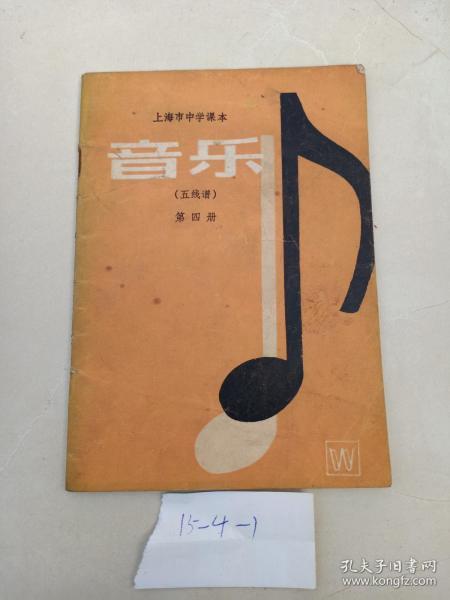 上海市中学课本
音乐
(五线谱)
第四册
W
15-4-1
孔夫子旧书网
www.kongfz.com